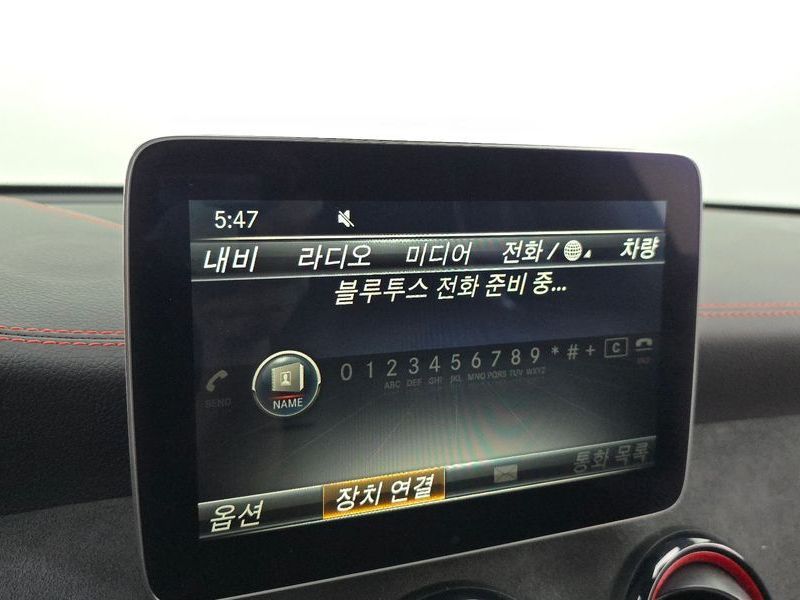 5:47
내비 라디오 미디어 전화 / 차량
블루투스 전화 준비 중...
0 1 2 3 4 5 6 7 8 9 * # + C
ABC DEF GHI JKL MNO PQRS TUV WXYZ
SEND NAME END
옵션 장치 연결 통화 목록